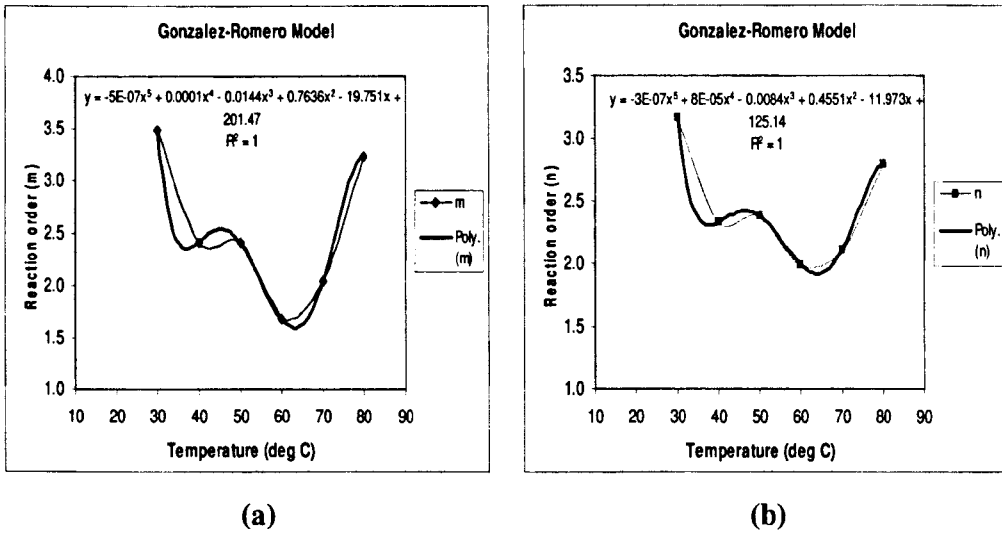 Gonzalez-Romero Model
y = -5E-07x⁵ + 0.0001x⁴ - 0.0144x³ + 0.7636x² - 19.751x +
201.47
R² = 1
Reaction order (m)
4.0
3.5
3.0
2.5
2.0
1.5
1.0
10 20 30 40 50 60 70 80 90
Temperature (deg C)
m
Poly.
(m)
(a)
Gonzalez-Romero Model
y = -3E-07x⁵ + 8E-05x⁴ - 0.0084x³ + 0.4551x² - 11.973x +
125.14
R² = 1
Reaction order (n)
3.5
3.0
2.5
2.0
1.5
1.0
10 20 30 40 50 60 70 80 90
Temperature (deg C)
n
Poly.
(n)
(b)